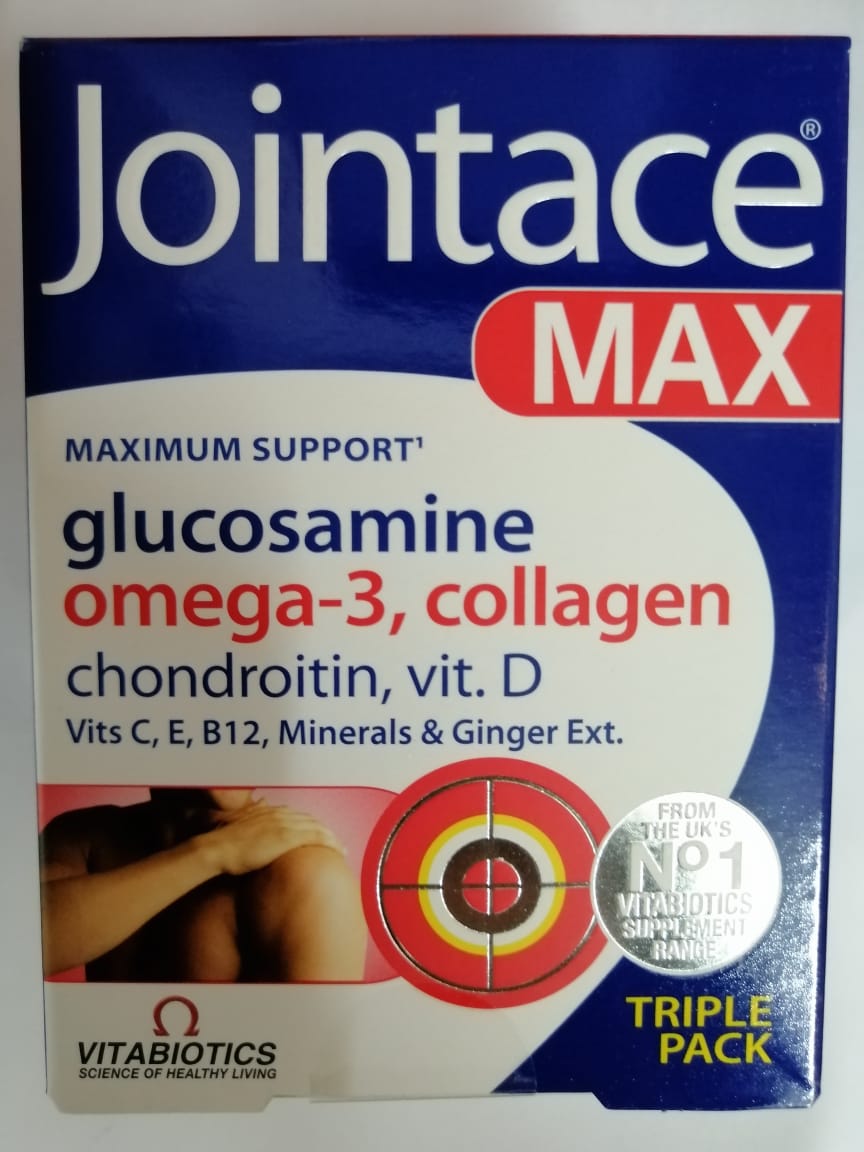 Jointace®
MAX
MAXIMUM SUPPORT¹
glucosamine
omega-3, collagen
chondroitin, vit. D
Vits C, E, B12, Minerals & Ginger Ext.
FROM
THE UK'S
Nº1
VITABIOTICS
SUPPLEMENT
RANGE
TRIPLE
PACK
VITABIOTICS
SCIENCE OF HEALTHY LIVING